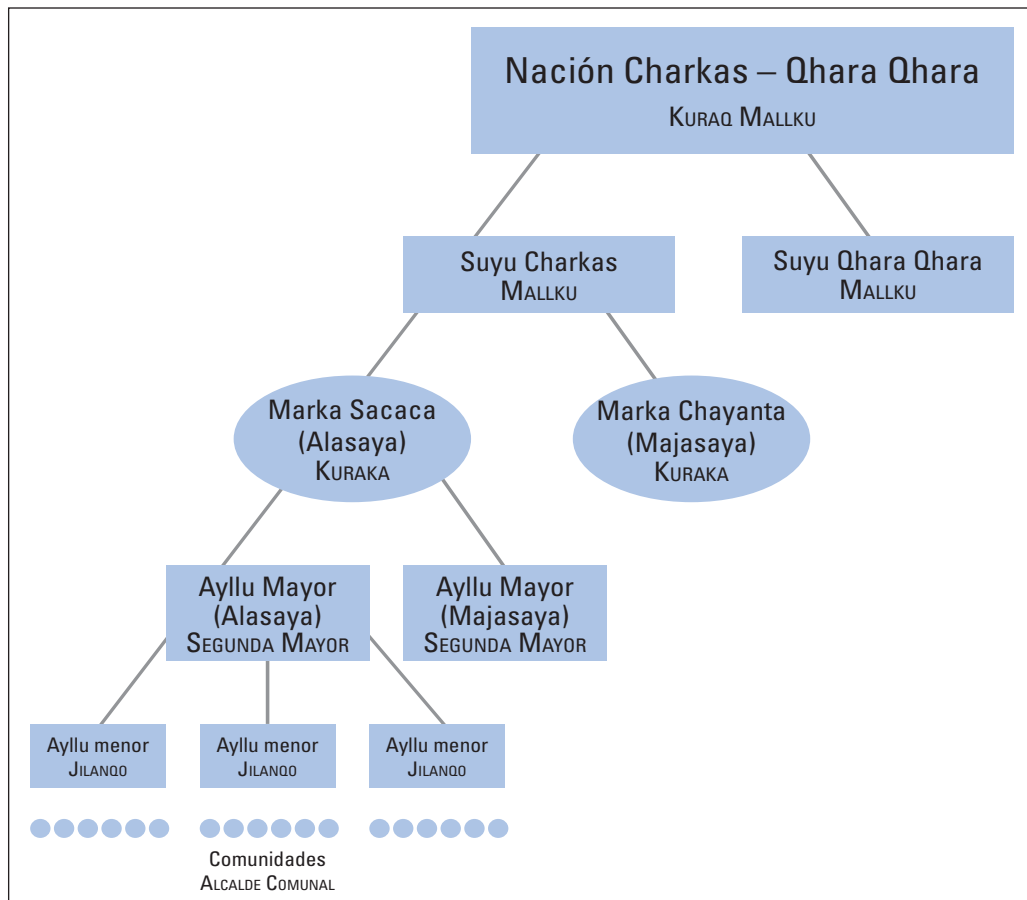 Nación Charkas – Qhara Qhara
KURAQ MALLKU
Suyu Charkas
MALLKU
Suyu Qhara Qhara
MALLKU
Marka Sacaca
(Alasaya)
KURAKA
Marka Chayanta
(Majasaya)
KURAKA
Ayllu Mayor
(Alasaya)
SEGUNDA MAYOR
Ayllu Mayor
(Majasaya)
SEGUNDA MAYOR
Ayllu menor
JILANQO
Ayllu menor
JILANQO
Ayllu menor
JILANQO
Comunidades
ALCALDE COMUNAL